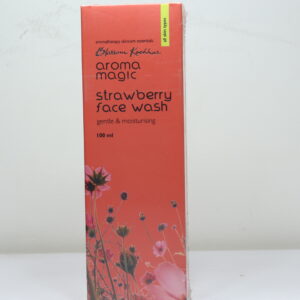 aromatherapy skincare essentials
all skin types
Blossom Kochhar
aroma
magic
strawberry
face wash
gentle & moisturising
100 ml